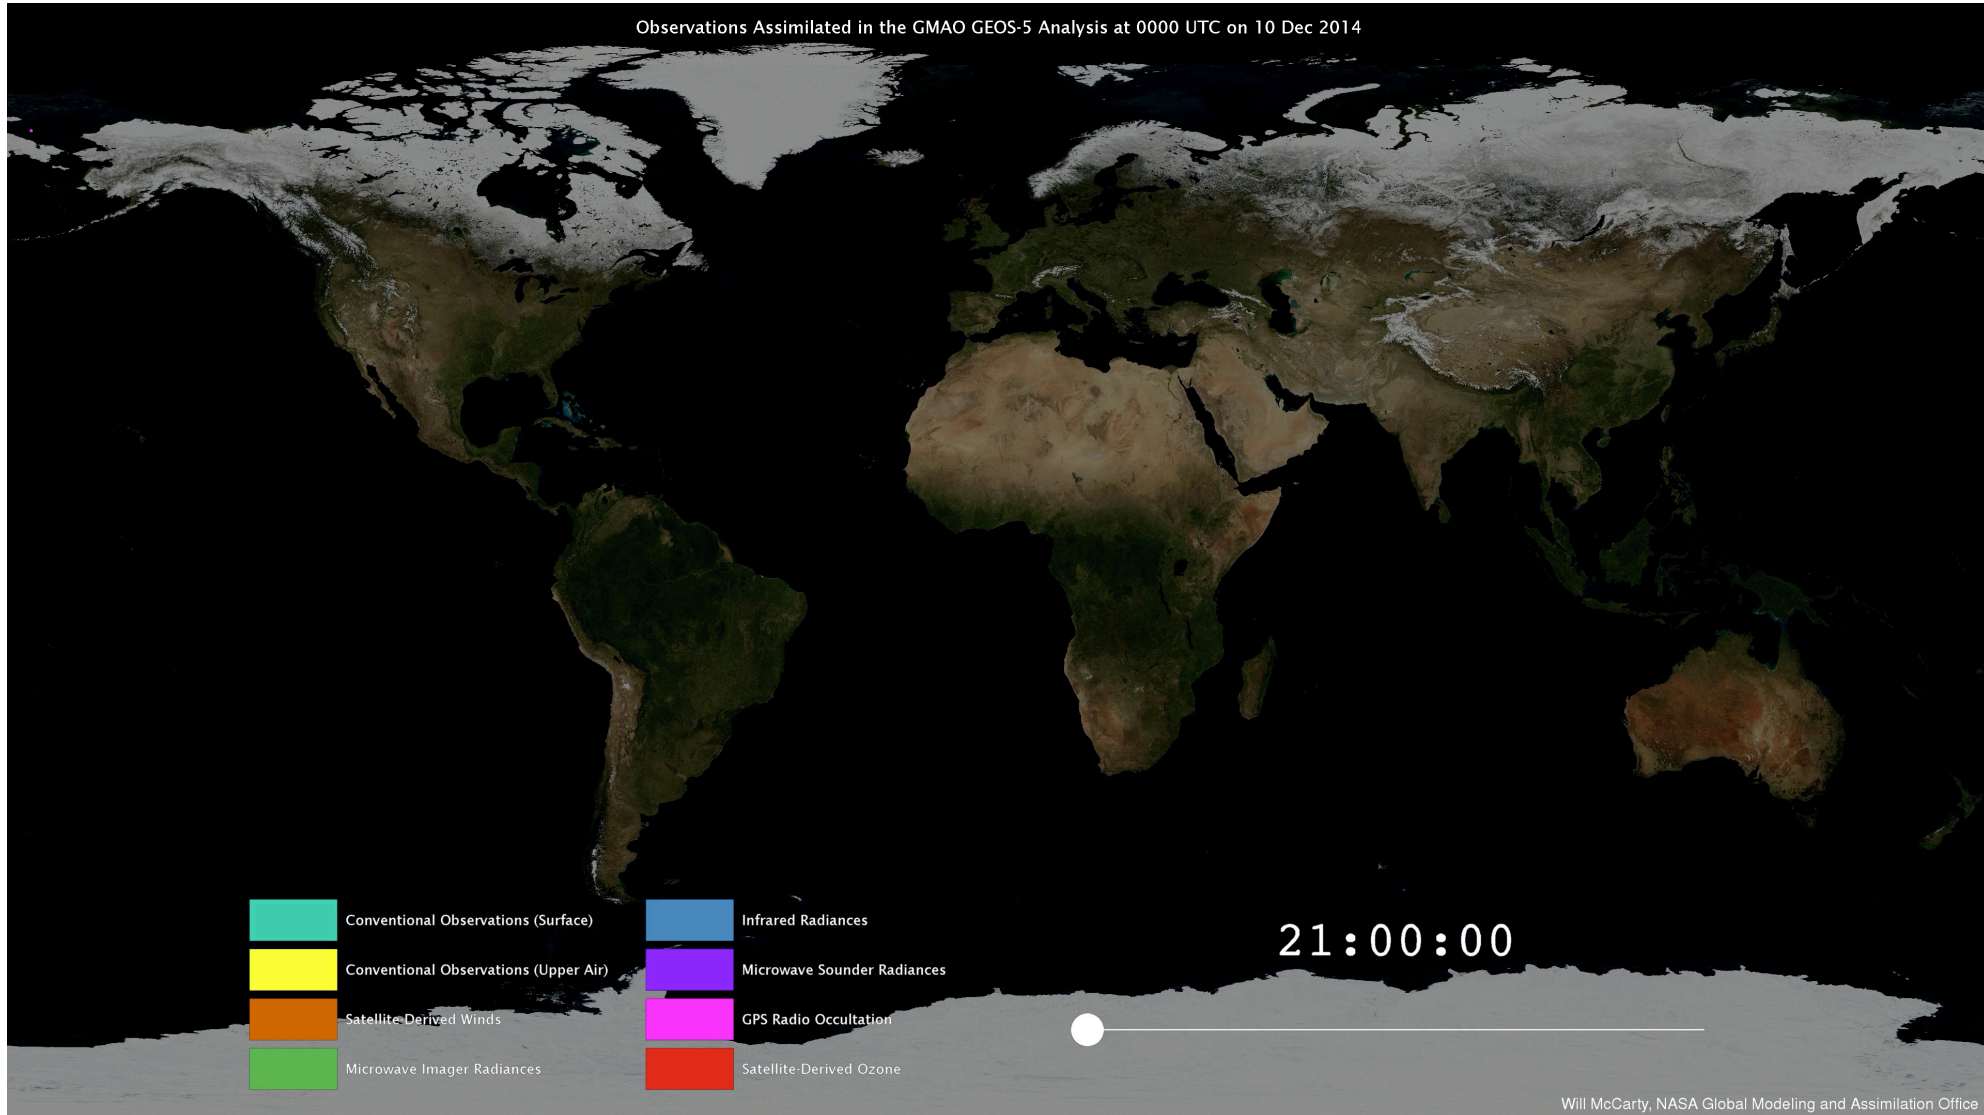 Observations Assimilated in the GMAO GEOS-5 Analysis at 0000 UTC on 10 Dec 2014
Conventional Observations (Surface)
Infrared Radiances
21:00:00
Conventional Observations (Upper Air)
Microwave Sounder Radiances
Satellite-Derived Winds
GPS Radio Occultation
Microwave Imager Radiances
Satellite-Derived Ozone
Will McCarty, NASA Global Modeling and Assimilation Office